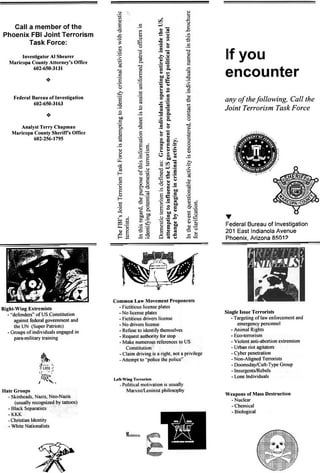 Call a member of the
Phoenix FBI Joint Terrorism
Task Force:
Investigator Al Shearer
Maricopa County Attorney's Office
602-650-3131
Federal Bureau of Investigation
602-650-3163
Analyst Terry Chapman
Maricopa County Sheriff's Office
602-256-1795
The FBI's Joint Terrorism Task Force is attempting to identify criminal activities with domestic
terrorism.
In this regard, the purpose of this information sheet is to assist uniformed patrol officers in
identifying potential domestic terrorism.
Domestic terrorism is defined as: Groups or individuals operating entirely inside the US,
attempting to influence the US government or population to effect political or social
change by engaging in criminal activity.
In the event questionable activity is encountered, contact the individuals named in this brochure
for clarification.
If you
encounter
any of the following, Call the
Joint Terrorism Task Force
Federal Bureau of Investigation
201 East Indianola Avenue
Phoenix, Arizona 85012
Right-Wing Extremists
- "defenders" of US Constitution
against federal government and
the UN (Super Patriots)
- Groups of individuals engaged in
para-military training
Hate Groups
- Skinheads, Nazis, Neo-Nazis
(usually recognized by tattoos)
- Black Separatists
- KKK
- Christian Identity
- White Nationalists
Common Law Movement Proponents
- Fictitious license plates
- No license plates
- Fictitious drivers license
- No drivers license
- Refuse to identify themselves
- Request authority for stop
- Make numerous references to US
Constitution
- Claim driving is a right, not a privilege
- Attempt to "police the police"
Left-Wing Terrorism
- Political motivation is usually
Marxist/Leninist philosophy
Single Issue Terrorists
- Targeting of law enforcement and
emergency personnel
- Animal Rights
- Eco-terrorism
- Violent anti-abortion extremism
- Urban riot agitators
- Cyber penetration
- Non-Aligned Terrorists
- Doomsday/Cult-Type Group
- Insurgents/Rebels
- Lone Individuals
Weapons of Mass Destruction
- Nuclear
- Chemical
- Biological